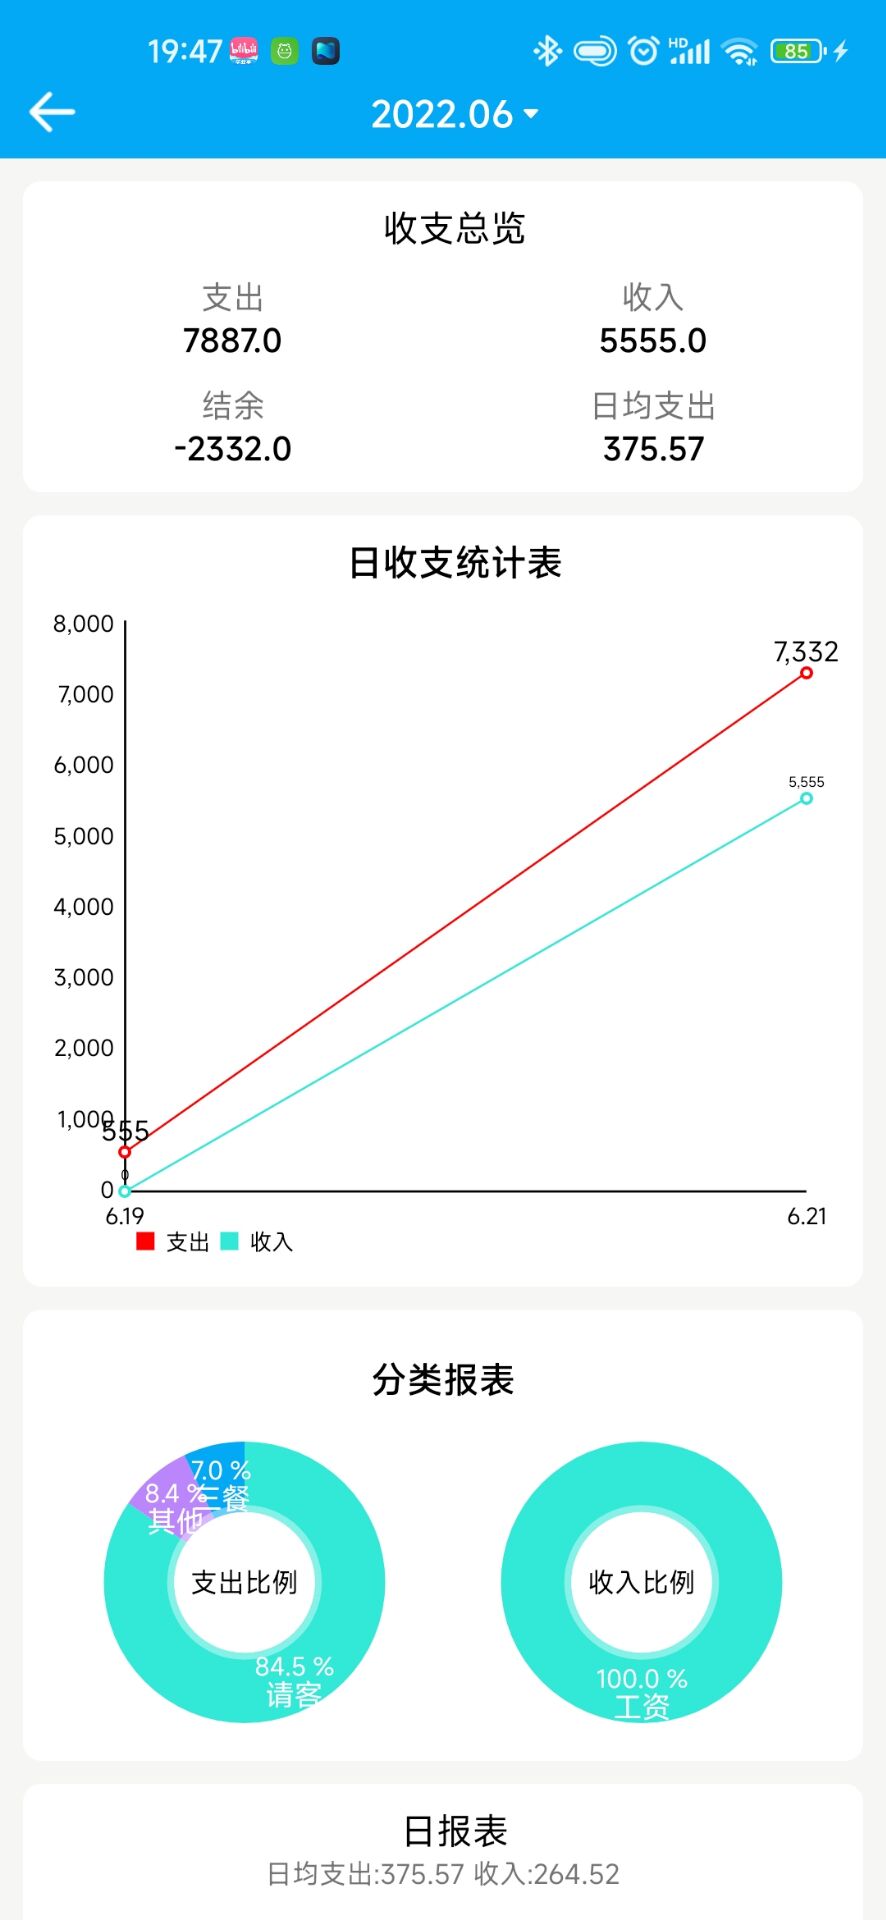 19:47 HD 85
2022.06
收支总览
支出 收入
7887.0 5555.0
结余 日均支出
-2332.0 375.57
日收支统计表
8,000
7,332
7,000
6,000
5,555
5,000
4,000
3,000
2,000
1,000
555
0
0
6.19 6.21
支出 收入
分类报表
7.0 %
三餐
8.4 %
其他
支出比例
84.5 %
请客
收入比例
100.0 %
工资
日报表
日均支出:375.57 收入:264.52